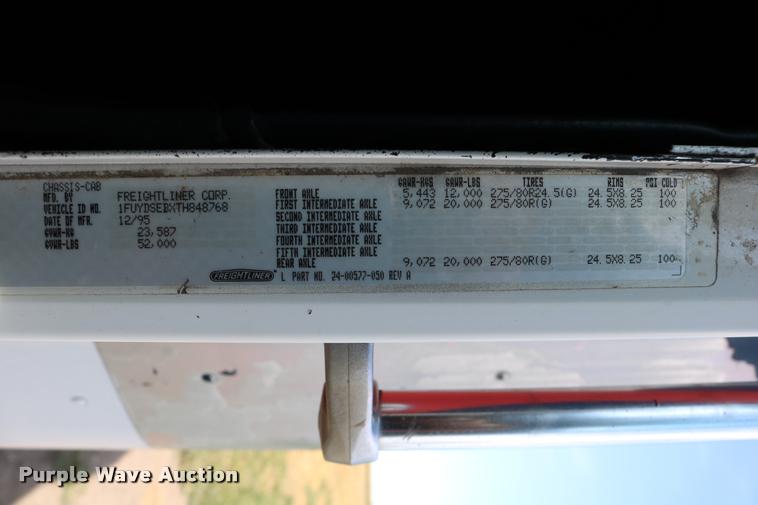 CHASSIS-CAB
MFD. BY FREIGHTLINER CORP.
VEHICLE ID NO. 1FUYDSEBXTH848768
DATE OF MFR. 12/95
GVWR-KG 23,587
GVWR-LBS 52,000
GAWR-KGS GAWR-LBS TIRES RIMS PSI COLD
FRONT AXLE 5,443 12,000 275/80R24.5(G) 24.5X8.25 100
FIRST INTERMEDIATE AXLE 9,072 20,000 275/80R(G) 24.5X8.25 100
SECOND INTERMEDIATE AXLE
THIRD INTERMEDIATE AXLE
FOURTH INTERMEDIATE AXLE
FIFTH INTERMEDIATE AXLE
REAR AXLE 9,072 20,000 275/80R(G) 24.5X8.25 100
FREIGHTLINER L PART NO. 24-00577-050 REV A
Purple Wave Auction